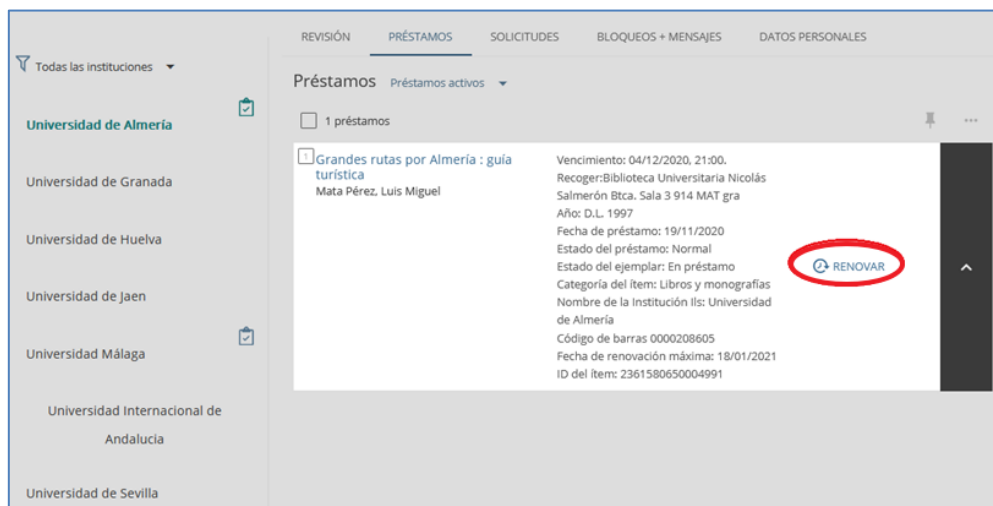 REVISIÓN PRÉSTAMOS SOLICITUDES BLOQUEOS + MENSAJES DATOS PERSONALES
Todas las instituciones
Universidad de Almería
Universidad de Granada
Universidad de Huelva
Universidad de Jaen
Universidad Málaga
Universidad Internacional de
Andalucia
Universidad de Sevilla
Préstamos Préstamos activos
1 préstamos
1
Grandes rutas por Almería : guía
turística
Mata Pérez, Luis Miguel
Vencimiento: 04/12/2020, 21:00.
Recoger:Biblioteca Universitaria Nicolás
Salmerón Btca. Sala 3 914 MAT gra
Año: D.L. 1997
Fecha de préstamo: 19/11/2020
Estado del préstamo: Normal
Estado del ejemplar: En préstamo
Categoría del ítem: Libros y monografías
Nombre de la Institución Ils: Universidad
de Almería
Código de barras 0000208605
Fecha de renovación máxima: 18/01/2021
ID del ítem: 2361580650004991
RENOVAR